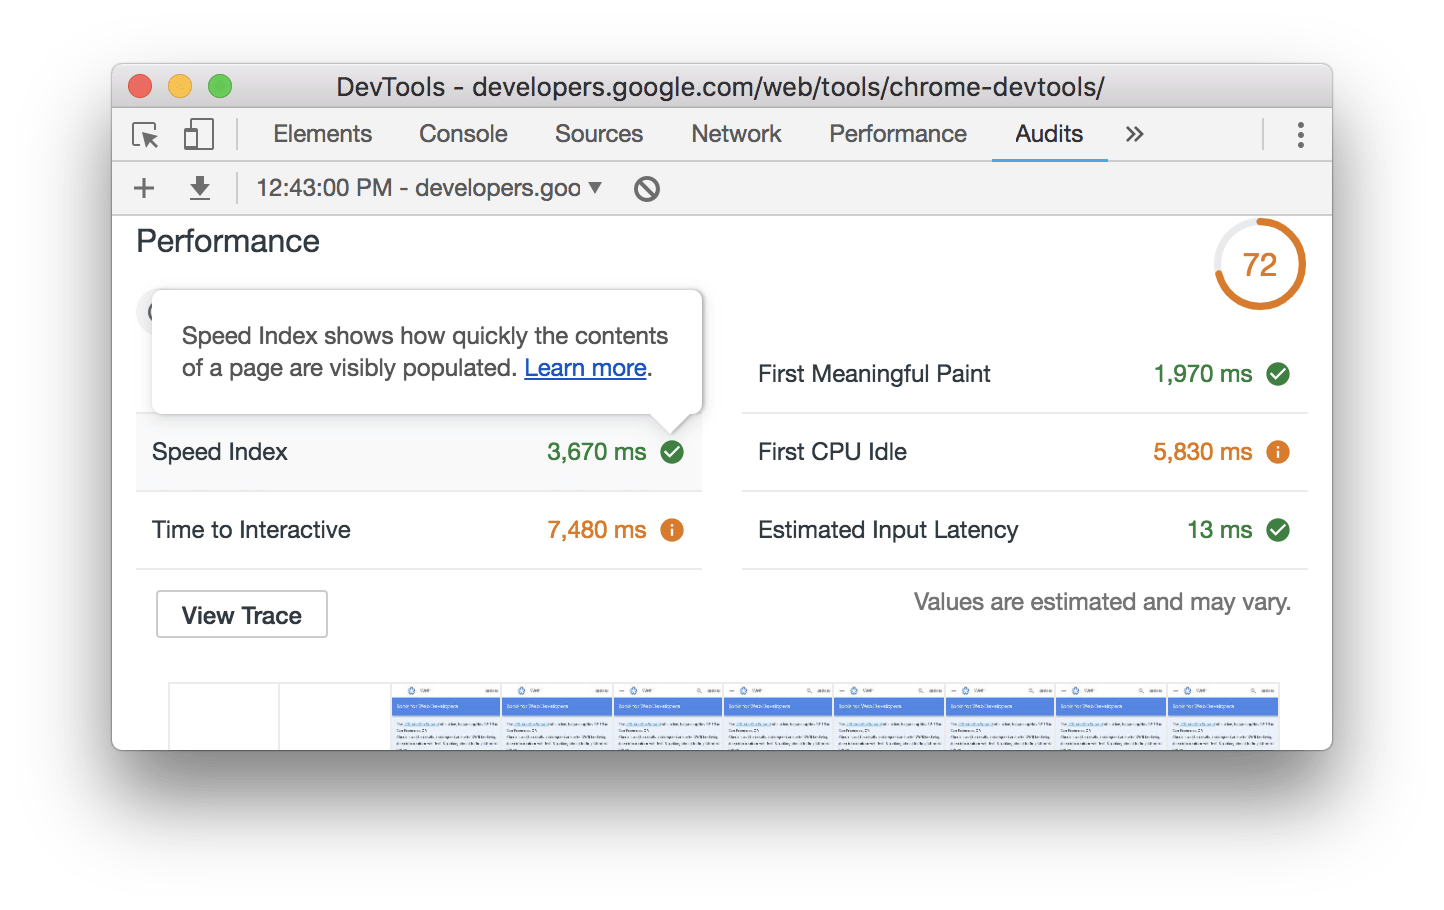 DevTools - developers.google.com/web/tools/chrome-devtools/
Elements Console Sources Network Performance Audits »
12:43:00 PM - developers.goo
Performance
72
Speed Index shows how quickly the contents
of a page are visibly populated. Learn more.
First Meaningful Paint 1,970 ms
Speed Index 3,670 ms
First CPU Idle 5,830 ms
Time to Interactive 7,480 ms
Estimated Input Latency 13 ms
View Trace
Values are estimated and may vary.